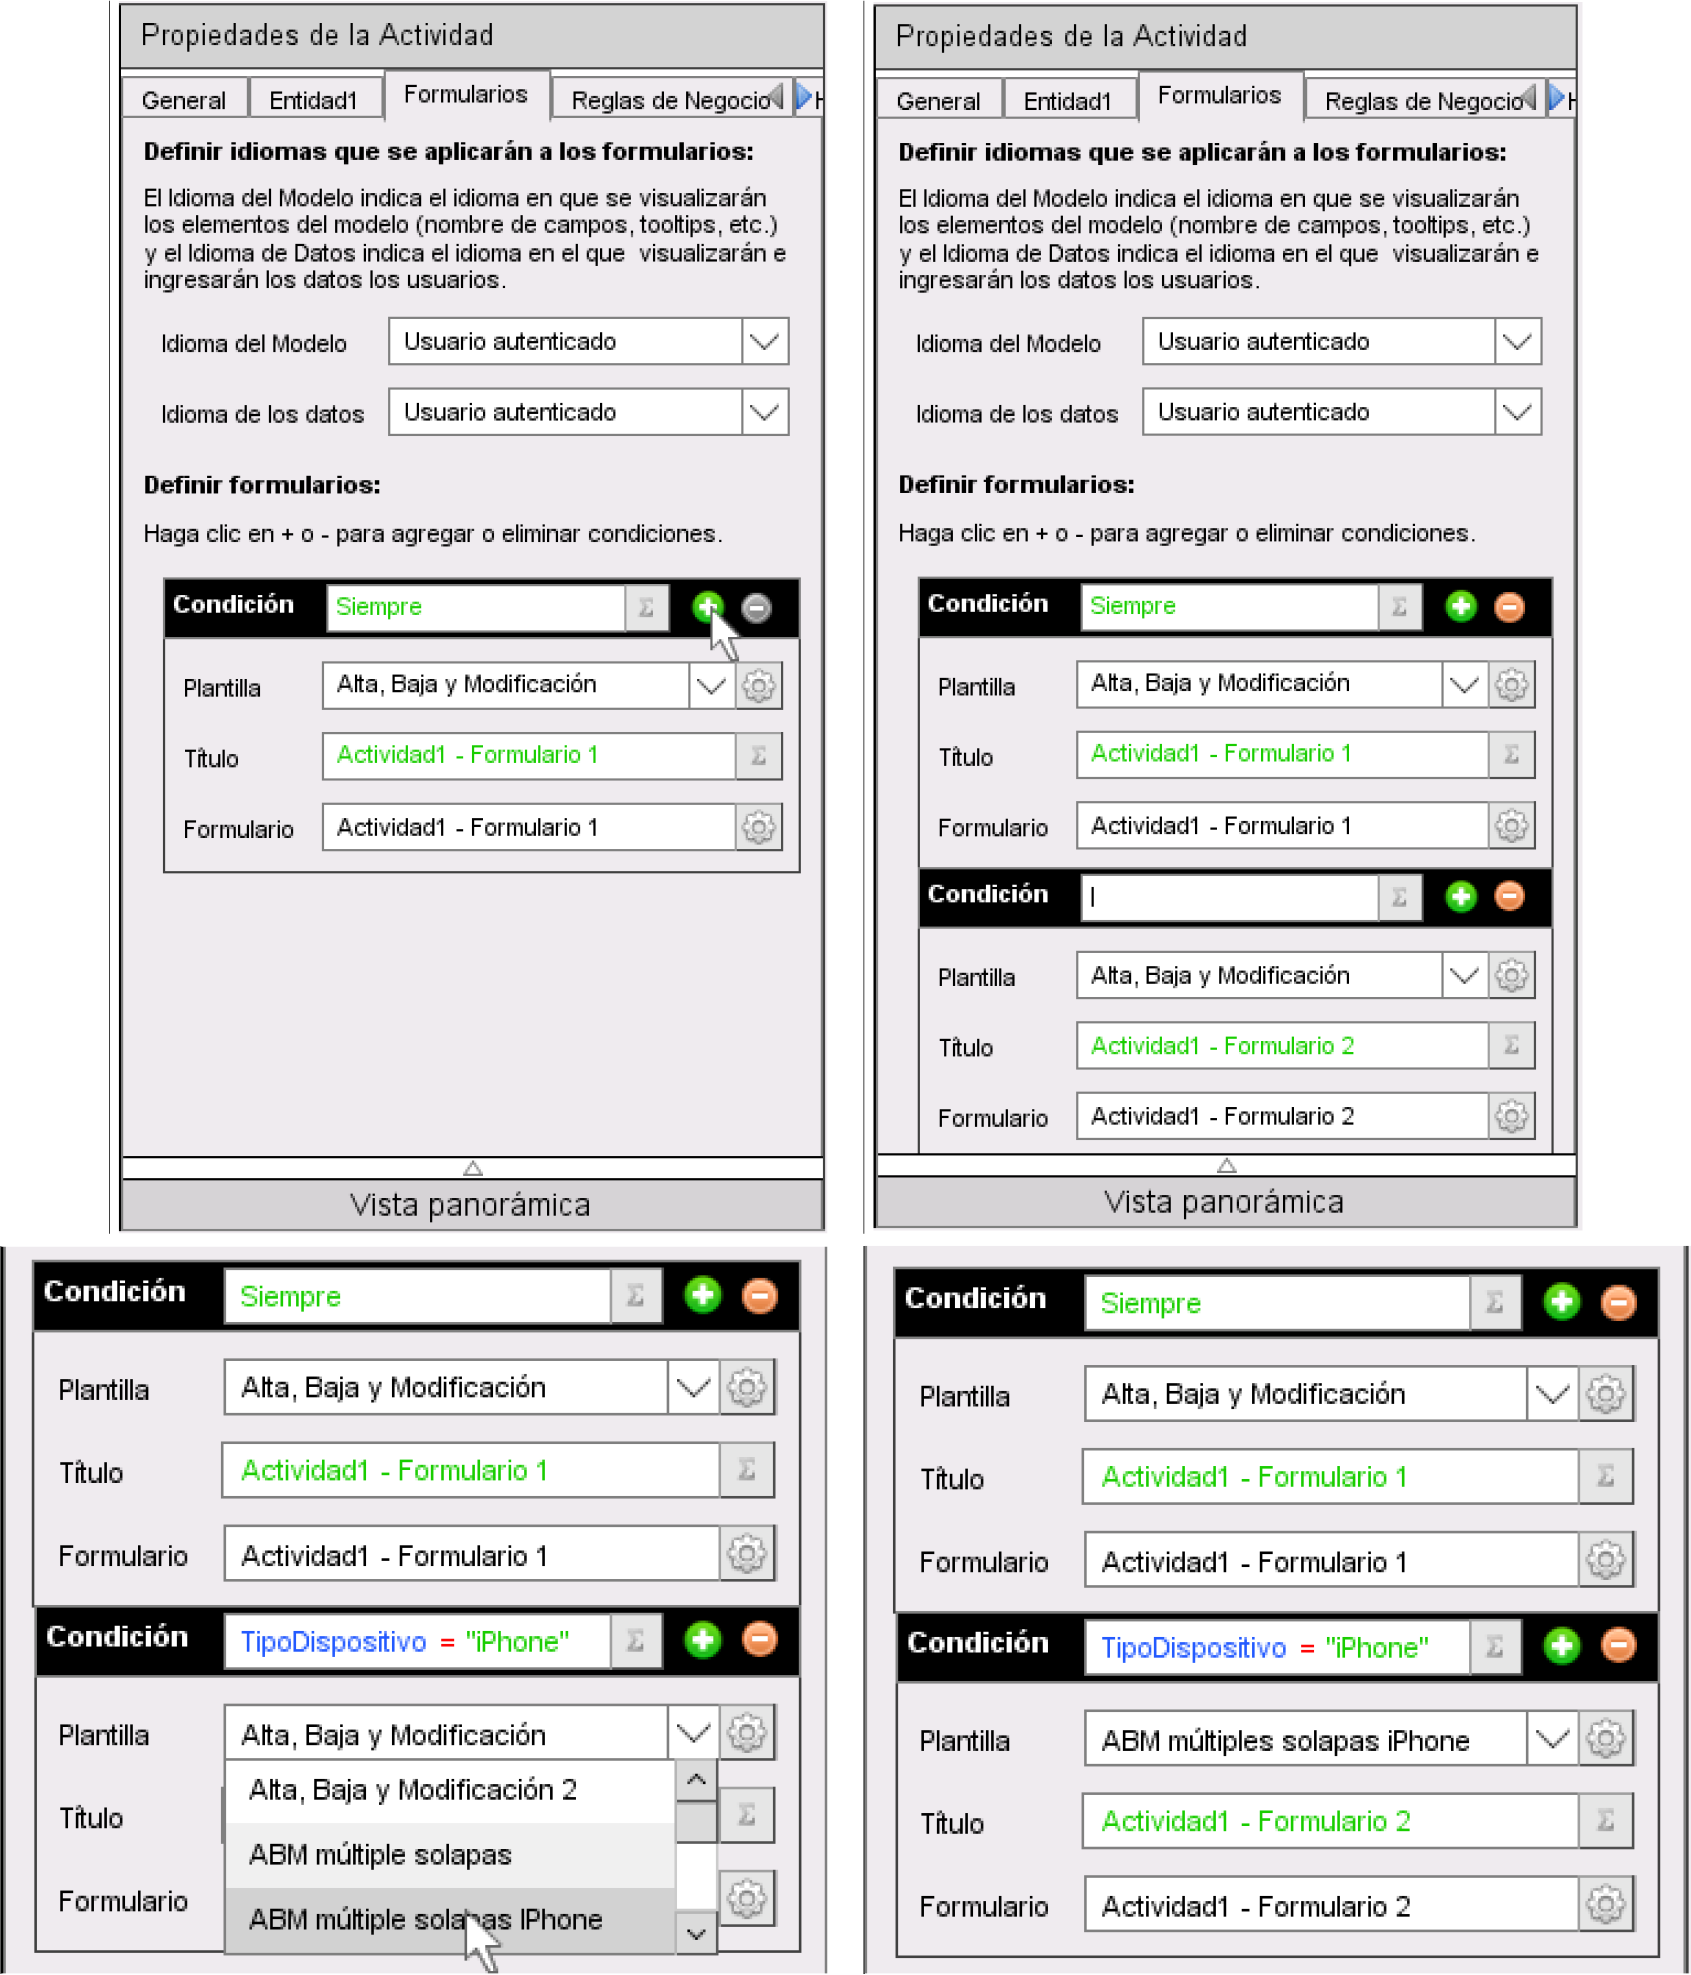 Propiedades de la Actividad
General
Entidad1
Formularios
Reglas de Negocio
Definir idiomas que se aplicarán a los formularios:
El Idioma del Modelo indica el idioma en que se visualizarán
los elementos del modelo (nombre de campos, tooltips, etc.)
y el Idioma de Datos indica el idioma en el que visualizarán e
ingresarán los datos los usuarios.
Idioma del Modelo
Usuario autenticado
Idioma de los datos
Usuario autenticado
Definir formularios:
Haga clic en + o - para agregar o eliminar condiciones.
Condición
Siempre
Σ
Plantilla
Alta, Baja y Modificación
Título
Actividad1 - Formulario 1
Σ
Formulario
Actividad1 - Formulario 1
Vista panorámica
Propiedades de la Actividad
General
Entidad1
Formularios
Reglas de Negocio
Definir idiomas que se aplicarán a los formularios:
El Idioma del Modelo indica el idioma en que se visualizarán
los elementos del modelo (nombre de campos, tooltips, etc.)
y el Idioma de Datos indica el idioma en el que visualizarán e
ingresarán los datos los usuarios.
Idioma del Modelo
Usuario autenticado
Idioma de los datos
Usuario autenticado
Definir formularios:
Haga clic en + o - para agregar o eliminar condiciones.
Condición
Siempre
Σ
Plantilla
Alta, Baja y Modificación
Título
Actividad1 - Formulario 1
Σ
Formulario
Actividad1 - Formulario 1
Condición
Σ
Plantilla
Alta, Baja y Modificación
Título
Actividad1 - Formulario 2
Σ
Formulario
Actividad1 - Formulario 2
Vista panorámica
Condición
Siempre
Σ
Plantilla
Alta, Baja y Modificación
Título
Actividad1 - Formulario 1
Σ
Formulario
Actividad1 - Formulario 1
Condición
TipoDispositivo = "iPhone"
Σ
Plantilla
Alta, Baja y Modificación
Alta, Baja y Modificación 2
Título
Σ
ABM múltiple solapas
Formulario
ABM múltiple solapas IPhone
Condición
Siempre
Σ
Plantilla
Alta, Baja y Modificación
Título
Actividad1 - Formulario 1
Σ
Formulario
Actividad1 - Formulario 1
Condición
TipoDispositivo = "iPhone"
Σ
Plantilla
ABM múltiples solapas iPhone
Título
Actividad1 - Formulario 2
Σ
Formulario
Actividad1 - Formulario 2